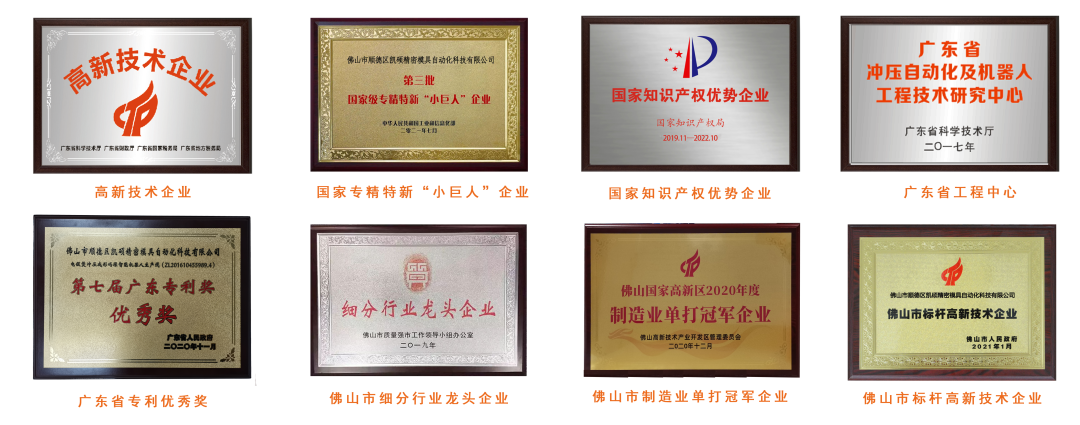 高新技术企业
广东省科学技术厅 广东省财政厅 广东省国家税务局 广东省地方税务局
高新技术企业
佛山市顺德区凯硕精密模具自动化科技有限公司
第三批
国家级专精特新“小巨人”企业
中华人民共和国工业和信息化部
二零二一年七月
国家专精特新“小巨人”企业
国家知识产权优势企业
国家知识产权局
2019.11—2022.10
国家知识产权优势企业
广东省
冲压自动化及机器人
工程技术研究中心
广东省科学技术厅
二〇一七年
广东省工程中心
佛山市顺德区凯硕精密模具自动化科技有限公司
(ZL201610455989.4)
第七届广东专利奖
优秀奖
广东省人民政府
二〇二〇年十一月
广东省专利优秀奖
细分行业龙头企业
佛山市质量强市工作领导小组办公室
二〇一九年
佛山市细分行业龙头企业
佛山国家高新区2020年度
制造业单打冠军企业
佛山高新技术产业开发区管理委员会
二〇二〇年十二月
佛山市制造业单打冠军企业
佛山市顺德区凯硕精密模具自动化科技有限公司
佛山市标杆高新技术企业
佛山市人民政府
2021年1月
佛山市标杆高新技术企业